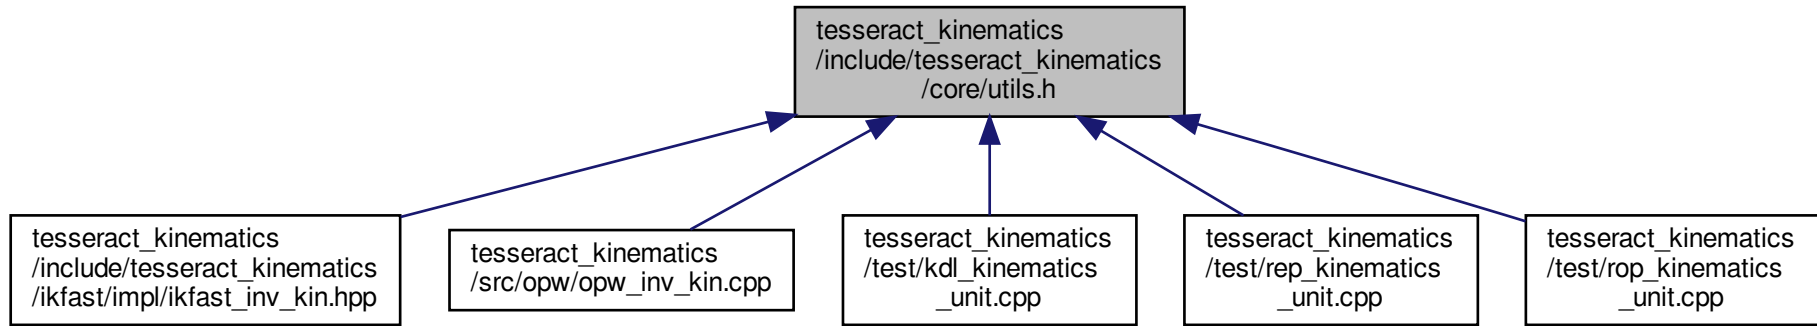 tesseract_kinematics
/include/tesseract_kinematics
/core/utils.h
tesseract_kinematics
/include/tesseract_kinematics
/ikfast/impl/ikfast_inv_kin.hpp
tesseract_kinematics
/src/opw/opw_inv_kin.cpp
tesseract_kinematics
/test/kdl_kinematics
_unit.cpp
tesseract_kinematics
/test/rep_kinematics
_unit.cpp
tesseract_kinematics
/test/rop_kinematics
_unit.cpp